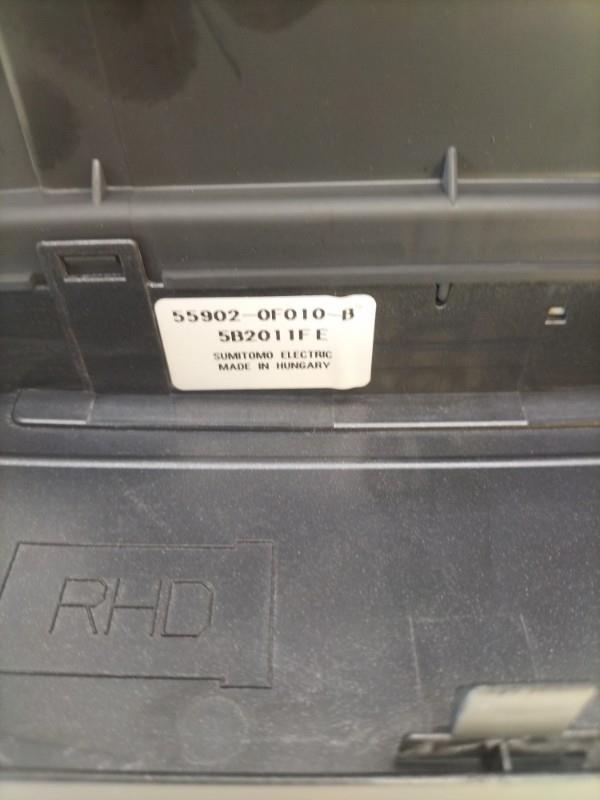 55902-0F010-B
5B2011FE
SUMITOMO ELECTRIC
MADE IN HUNGARY
RHD